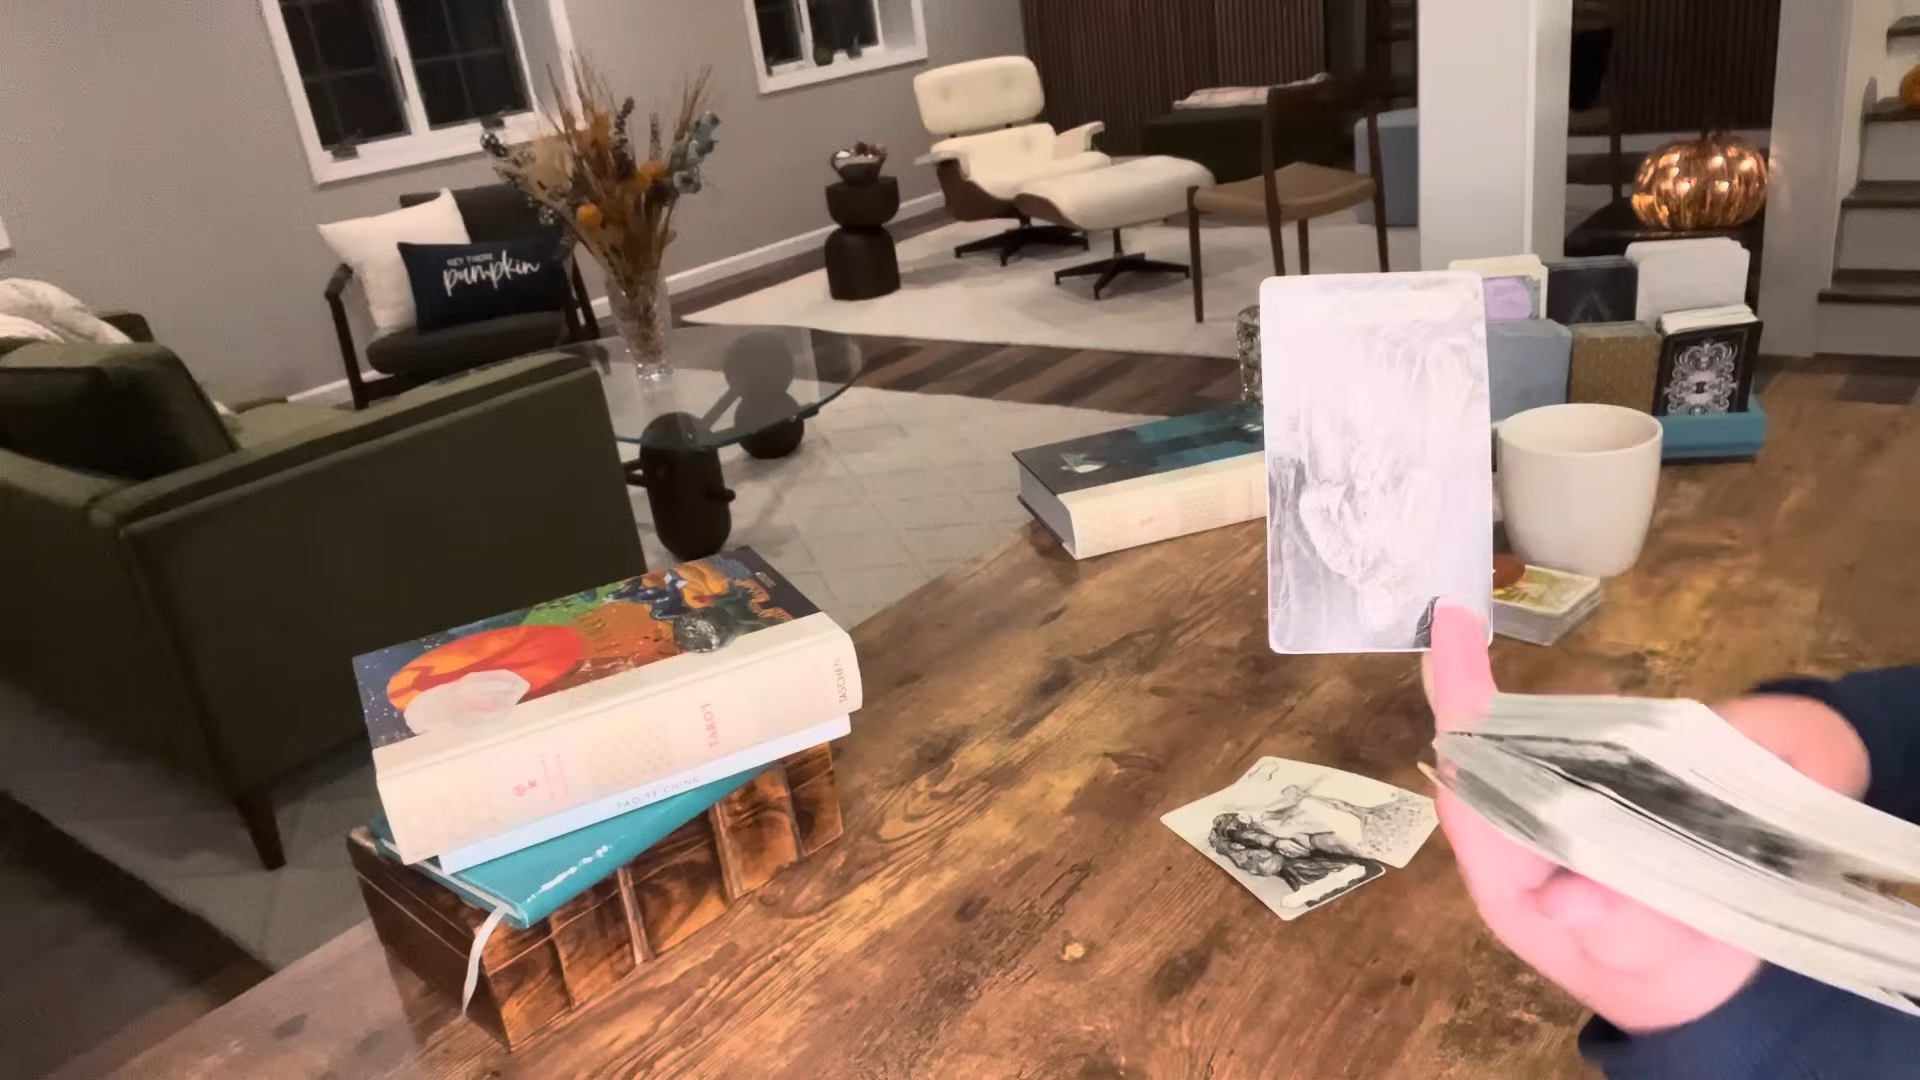 HEY THERE
pumpkin
TASCHEN
TAROT
TAO TE CHING